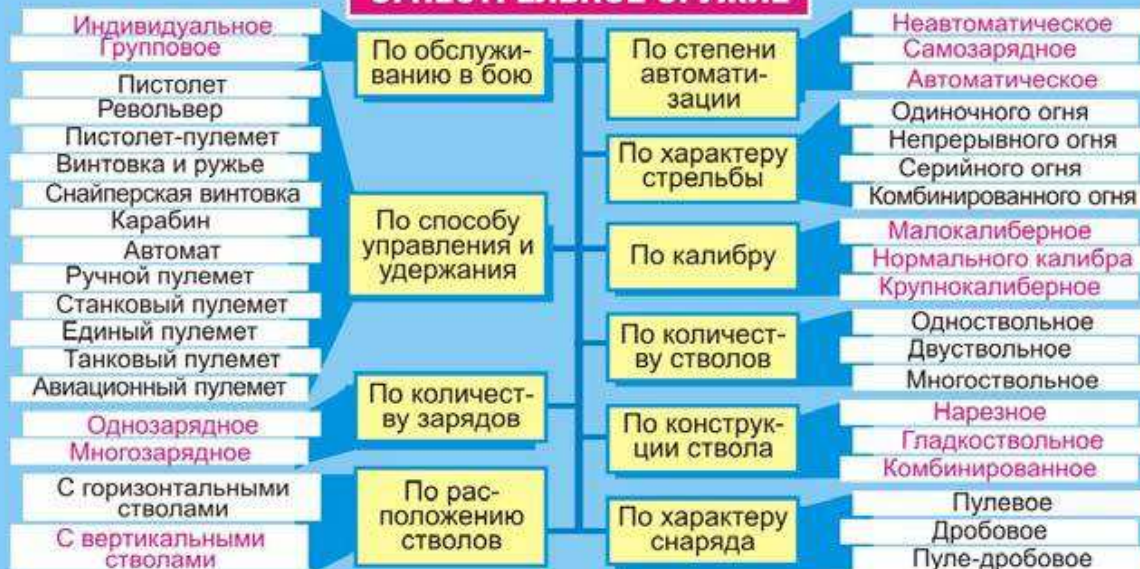 ОГНЕСТРЕЛЬНОЕ ОРУЖИЕ
Индивидуальное
Групповое
По обслужи-
ванию в бою
Пистолет
Револьвер
Пистолет-пулемет
Винтовка и ружье
Снайперская винтовка
Карабин
Автомат
Ручной пулемет
Станковый пулемет
Единый пулемет
Танковый пулемет
Авиационный пулемет
По способу
управления и
удержания
Однозарядное
Многозарядное
По количест-
ву зарядов
С горизонтальными
стволами
С вертикальными
стволами
По рас-
положению
стволов
По степени
автомати-
зации
Неавтоматическое
Самозарядное
Автоматическое
По характеру
стрельбы
Одиночного огня
Непрерывного огня
Серийного огня
Комбинированного огня
По калибру
Малокалиберное
Нормального калибра
Крупнокалиберное
По количест-
ву стволов
Одноствольное
Двуствольное
Многоствольное
По конструк-
ции ствола
Нарезное
Гладкоствольное
Комбинированное
По характеру
снаряда
Пулевое
Дробовое
Пуле-дробовое